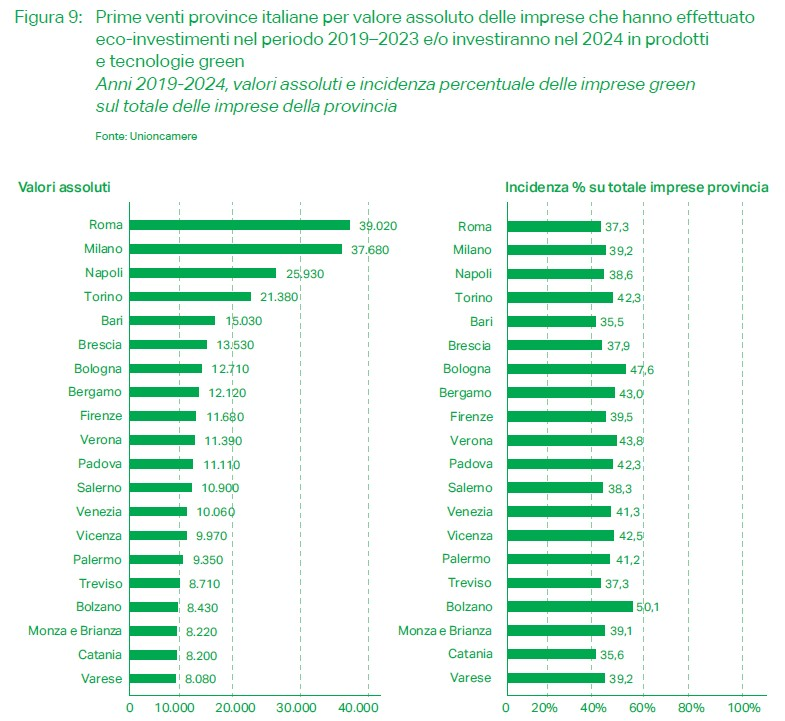 Figura 9: Prime venti province italiane per valore assoluto delle imprese che hanno effettuato
eco-investimenti nel periodo 2019–2023 e/o investiranno nel 2024 in prodotti
e tecnologie green
Anni 2019-2024, valori assoluti e incidenza percentuale delle imprese green
sul totale delle imprese della provincia
Fonte: Unioncamere
Valori assoluti
Roma 39.020
Milano 37.680
Napoli 25.930
Torino 21.380
Bari 15.030
Brescia 13.530
Bologna 12.710
Bergamo 12.120
Firenze 11.680
Verona 11.390
Padova 11.110
Salerno 10.900
Venezia 10.060
Vicenza 9.970
Palermo 9.350
Treviso 8.710
Bolzano 8.430
Monza e Brianza 8.220
Catania 8.200
Varese 8.080
0 10.000 20.000 30.000 40.000
Incidenza % su totale imprese provincia
Roma 37,3
Milano 39,2
Napoli 38,6
Torino 42,3
Bari 35,5
Brescia 37,9
Bologna 47,6
Bergamo 43,0
Firenze 39,5
Verona 43,8
Padova 42,3
Salerno 38,3
Venezia 41,3
Vicenza 42,5
Palermo 41,2
Treviso 37,3
Bolzano 50,1
Monza e Brianza 39,1
Catania 35,6
Varese 39,2
0 20% 40% 60% 80% 100%